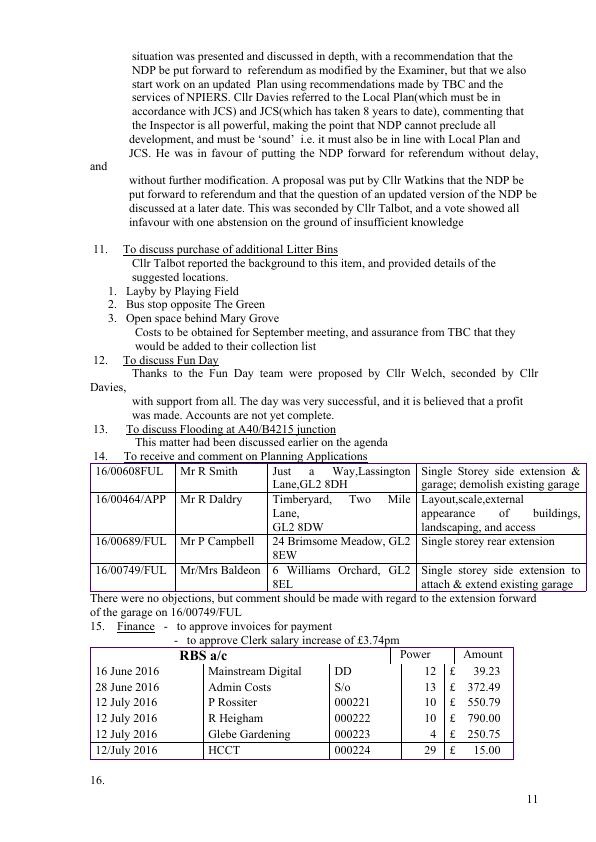 situation was presented and discussed in depth, with a recommendation that the
NDP be put forward to  referendum as modified by the Examiner, but that we also
start work on an updated  Plan using recommendations made by TBC and the
services of NPIERS. Cllr Davies referred to the Local Plan(which must be in
accordance with JCS) and JCS(which has taken 8 years to date), commenting that
the Inspector is all powerful, making the point that NDP cannot preclude all
development, and must be ‘sound’  i.e. it must also be in line with Local Plan and
JCS. He was in favour of putting the NDP forward for referendum without delay,
and
without further modification. A proposal was put by Cllr Watkins that the NDP be
put forward to referendum and that the question of an updated version of the NDP be
discussed at a later date. This was seconded by Cllr Talbot, and a vote showed all
infavour with one abstention on the ground of insufficient knowledge
11. To discuss purchase of additional Litter Bins
Cllr Talbot reported the background to this item, and provided details of the
suggested locations.
1. Layby by Playing Field
2. Bus stop opposite The Green
3. Open space behind Mary Grove
Costs to be obtained for September meeting, and assurance from TBC that they
would be added to their collection list
12. To discuss Fun Day
Thanks to the Fun Day team were proposed by Cllr Welch, seconded by Cllr
Davies,
with support from all. The day was very successful, and it is believed that a profit
was made. Accounts are not yet complete.
13. To discuss Flooding at A40/B4215 junction
This matter had been discussed earlier on the agenda
14. To receive and comment on Planning Applications
16/00608FUL Mr R Smith Just a Way,Lassington Single Storey side extension &
Lane,GL2 8DH garage; demolish existing garage
16/00464/APP Mr R Daldry Timberyard, Two Mile Layout,scale,external
Lane, appearance of buildings,
GL2 8DW landscaping, and access
16/00689/FUL Mr P Campbell 24 Brimsome Meadow, GL2 Single storey rear extension
8EW
16/00749/FUL Mr/Mrs Baldeon 6 Williams Orchard, GL2 Single storey side extension to
8EL attach & extend existing garage
There were no objections, but comment should be made with regard to the extension forward
of the garage on 16/00749/FUL
15. Finance - to approve invoices for payment
- to approve Clerk salary increase of £3.74pm
RBS a/c Power Amount
16 June 2016 Mainstream Digital DD 12 £ 39.23
28 June 2016 Admin Costs S/o 13 £ 372.49
12 July 2016 P Rossiter 000221 10 £ 550.79
12 July 2016 R Heigham 000222 10 £ 790.00
12 July 2016 Glebe Gardening 000223 4 £ 250.75
12/July 2016 HCCT 000224 29 £ 15.00
16.
11